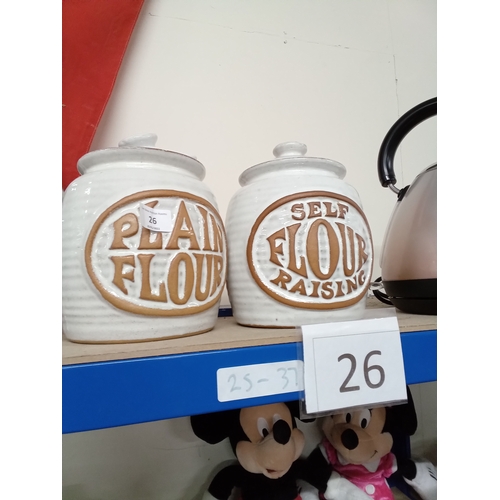 PLAIN
FLOUR
26
SELF
FLOUR
RAISING
25-37
26